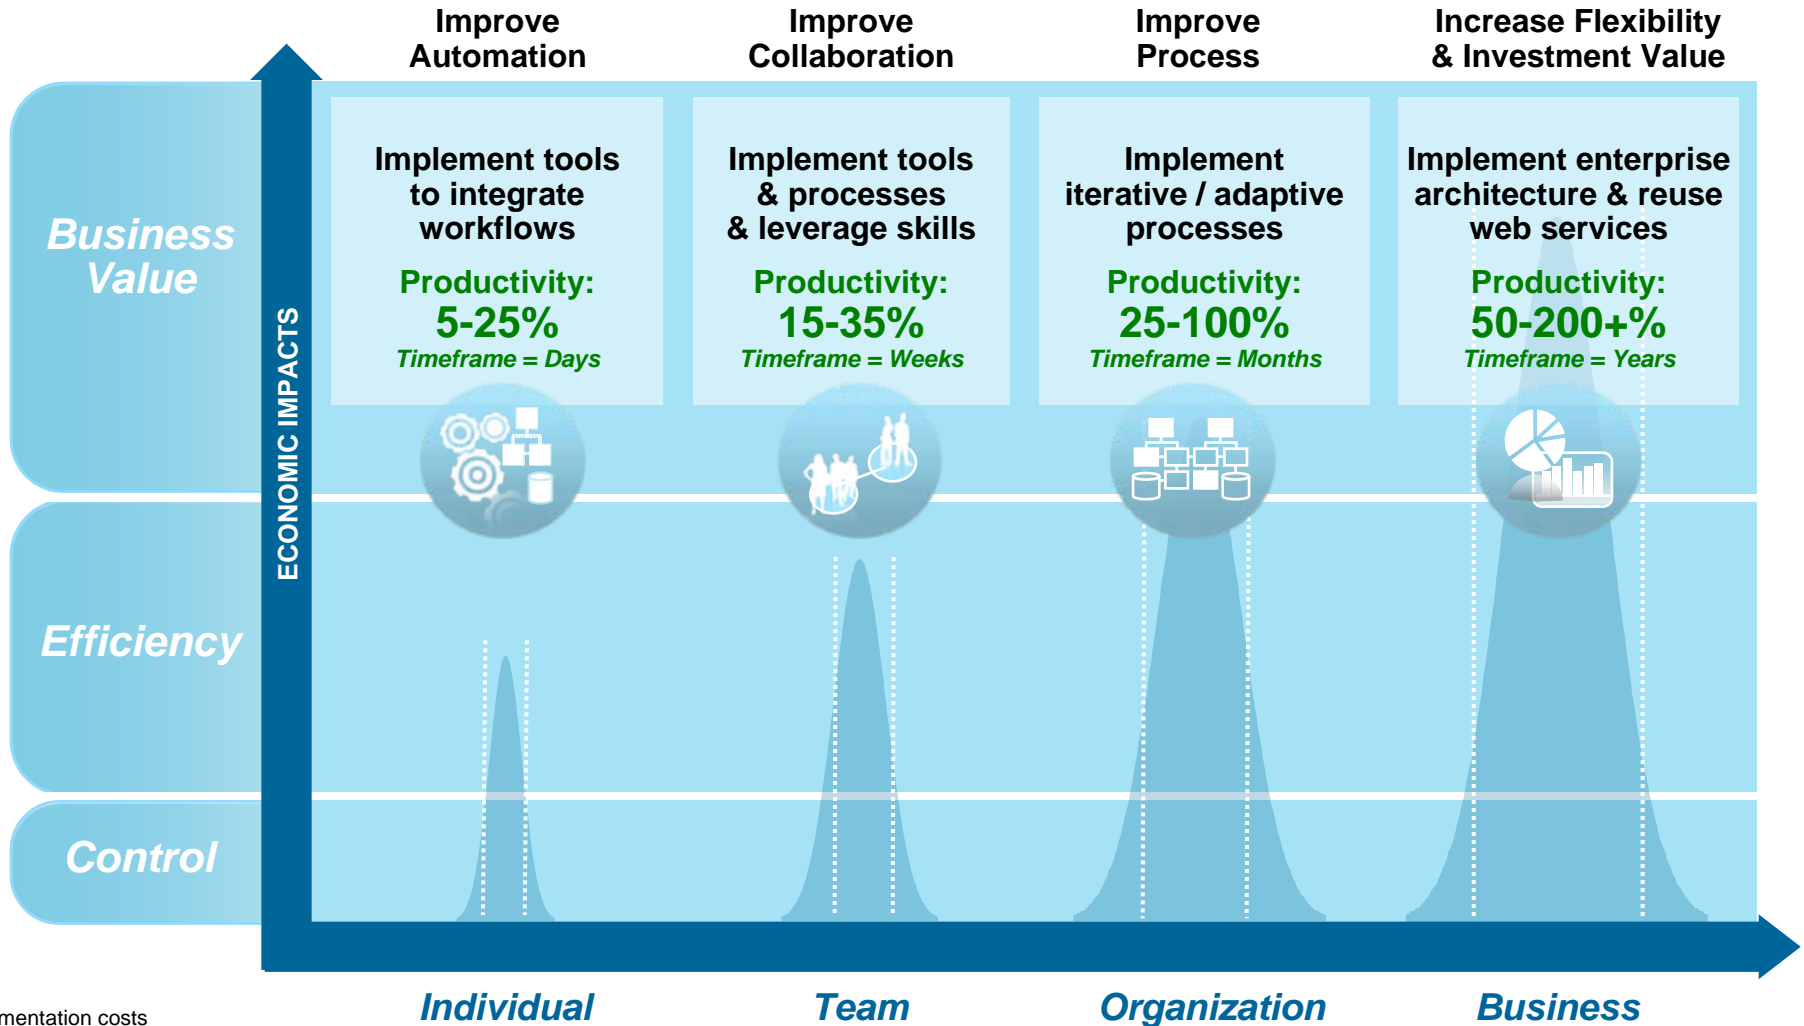 Improve
Automation
Improve
Collaboration
Improve
Process
Increase Flexibility
& Investment Value
Business
Value
Efficiency
Control
ECONOMIC IMPACTS
Implement tools
to integrate
workflows
Productivity:
5-25%
Timeframe = Days
Implement tools
& processes
& leverage skills
Productivity:
15-35%
Timeframe = Weeks
Implement
iterative / adaptive
processes
Productivity:
25-100%
Timeframe = Months
Implement enterprise
architecture & reuse
web services
Productivity:
50-200+%
Timeframe = Years
Individual
Team
Organization
Business
costs